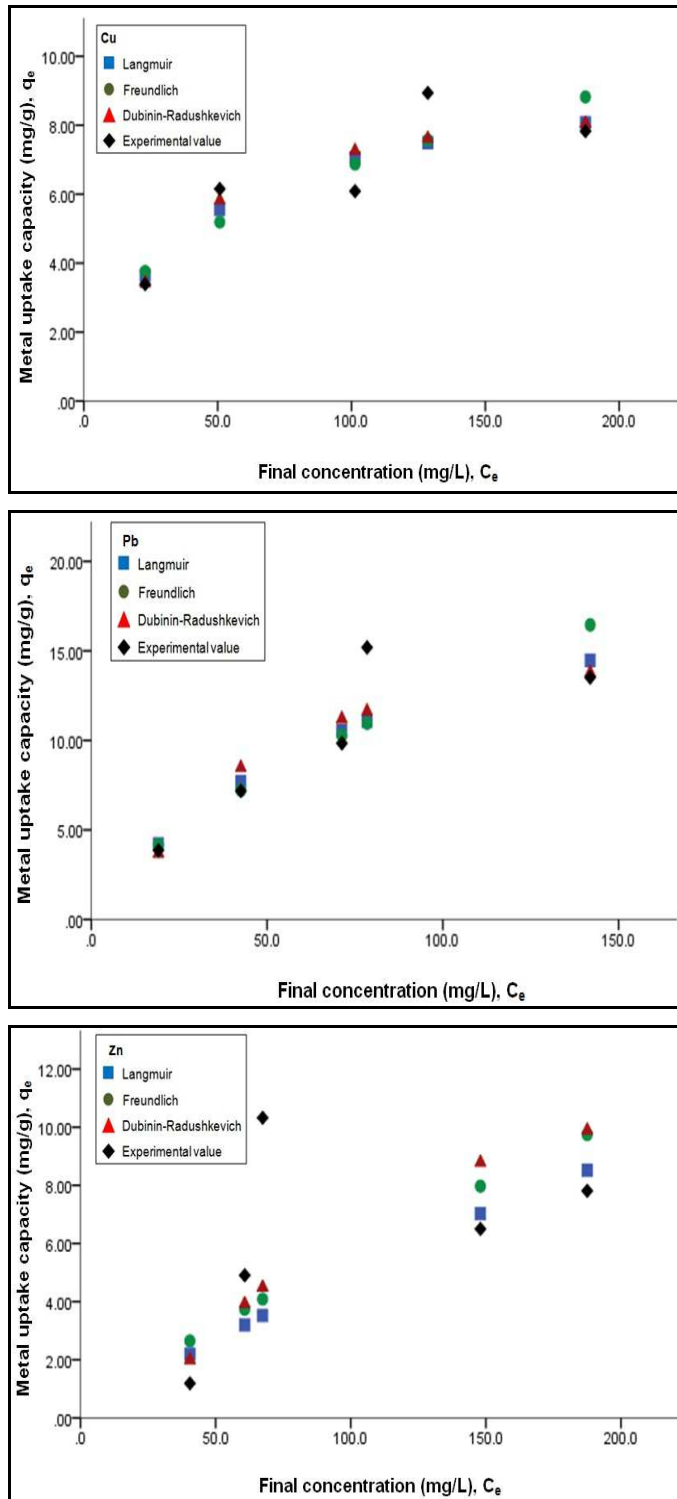 Cu
Langmuir
Freundlich
Dubinin-Radushkevich
Experimental value
Metal uptake capacity (mg/g), qe
10.00
8.00
6.00
4.00
2.00
.00
.0 50.0 100.0 150.0 200.0
Final concentration (mg/L), Ce
Pb
Langmuir
Freundlich
Dubinin-Radushkevich
Experimental value
Metal uptake capacity (mg/g), qe
20.00
15.00
10.00
5.00
.00
.0 50.0 100.0 150.0
Final concentration (mg/L), Ce
Zn
Langmuir
Freundlich
Dubinin-Radushkevich
Experimental value
Metal uptake capacity (mg/g), qe
12.00
10.00
8.00
6.00
4.00
2.00
.00
.0 50.0 100.0 150.0 200.0
Final concentration (mg/L), Ce